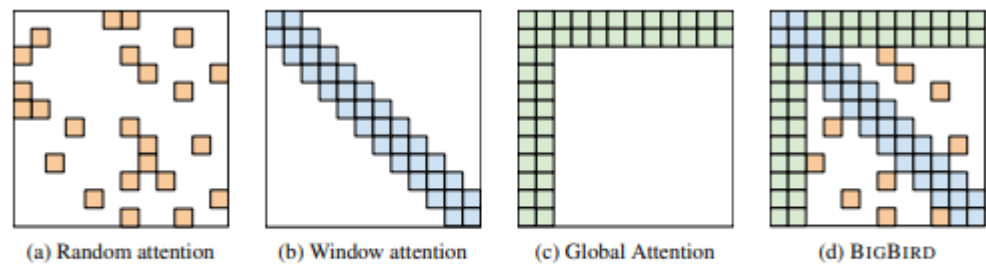 (a) Random attention
(b) Window attention
(c) Global Attention
(d) BIGBIRD